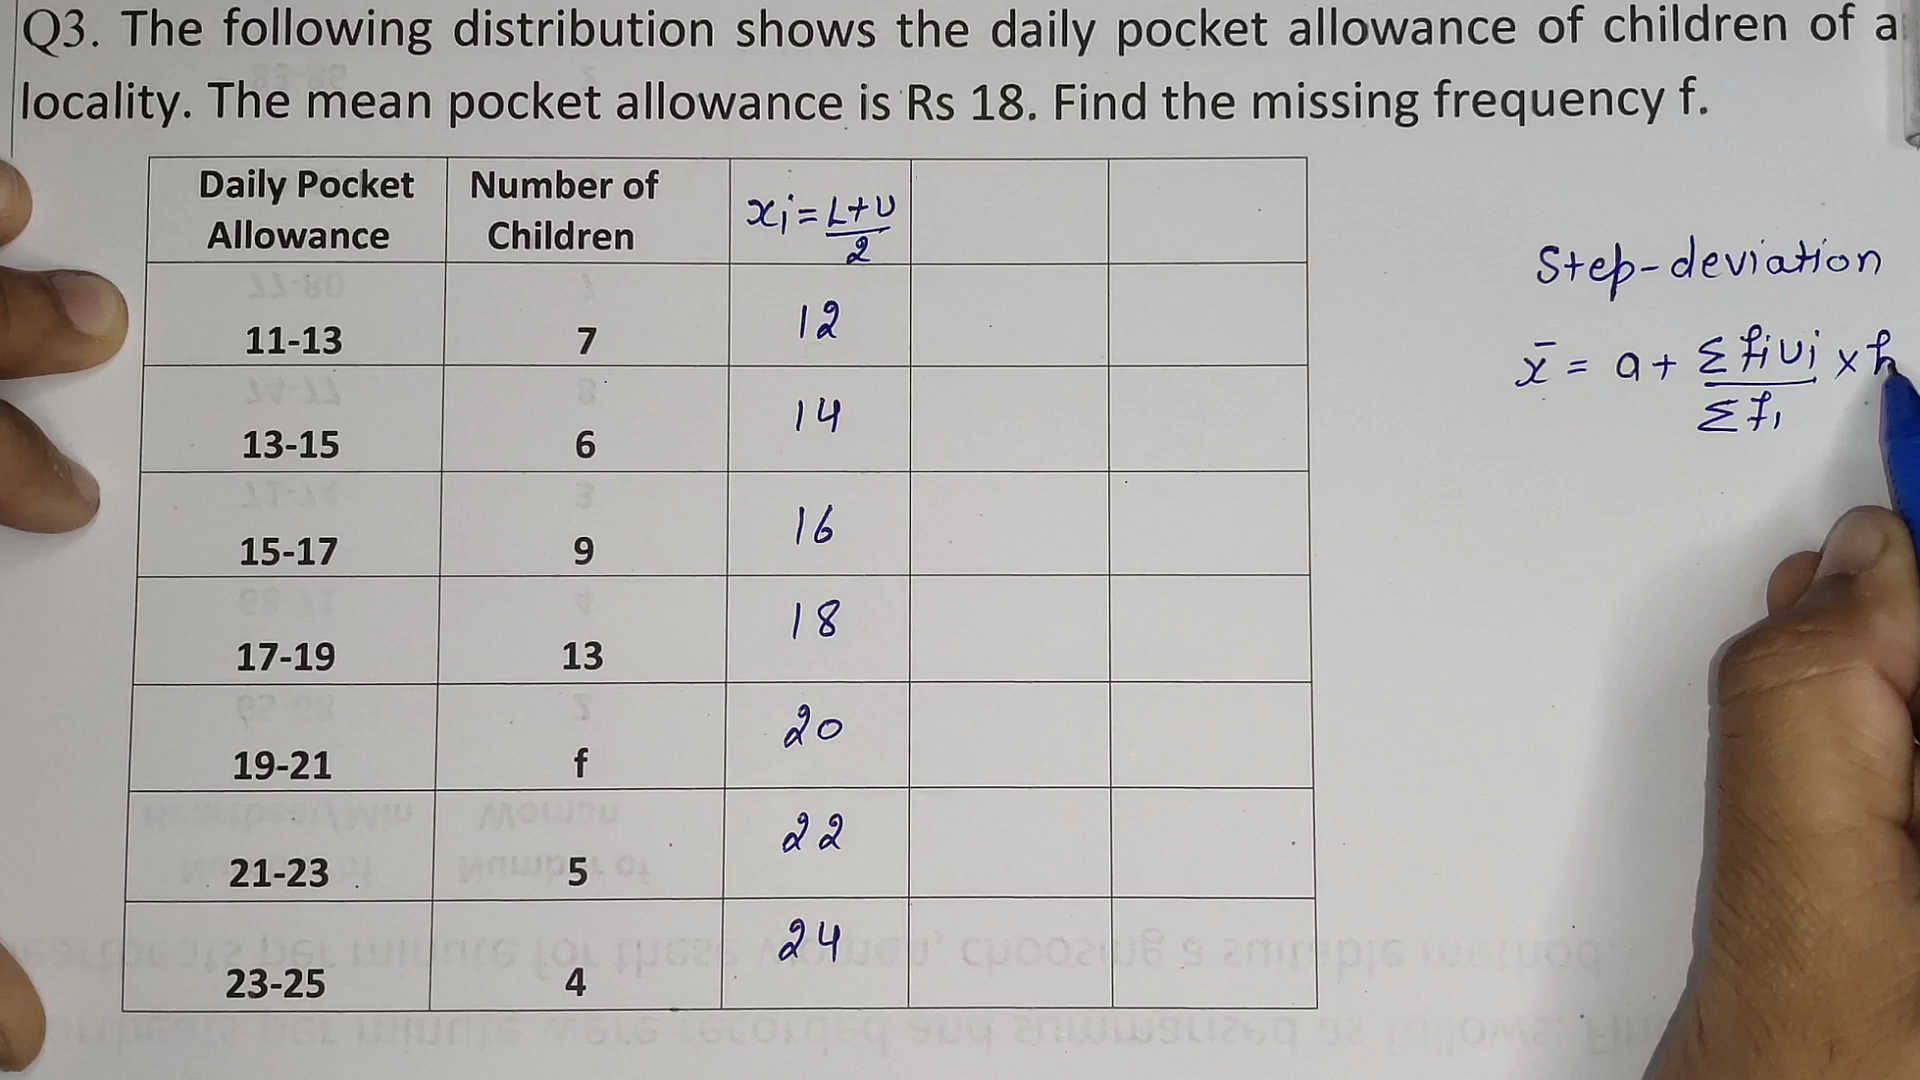 Q3. The following distribution shows the daily pocket allowance of children of a
locality. The mean pocket allowance is Rs 18. Find the missing frequency f.
Daily Pocket Allowance Number of Children xi = L+U/2
11-13 7 12
13-15 6 14
15-17 9 16
17-19 13 18
19-21 f 20
21-23 5 22
23-25 4 24
Step-deviation
x̄ = a + Σfiui/Σfi × h